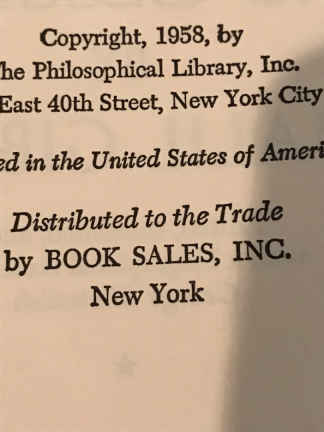 Copyright, 1958, by
he Philosophical Library, Inc.
East 40th Street, New York City
ed in the United States of Ameri
Distributed to the Trade
by BOOK SALES, INC.
New York